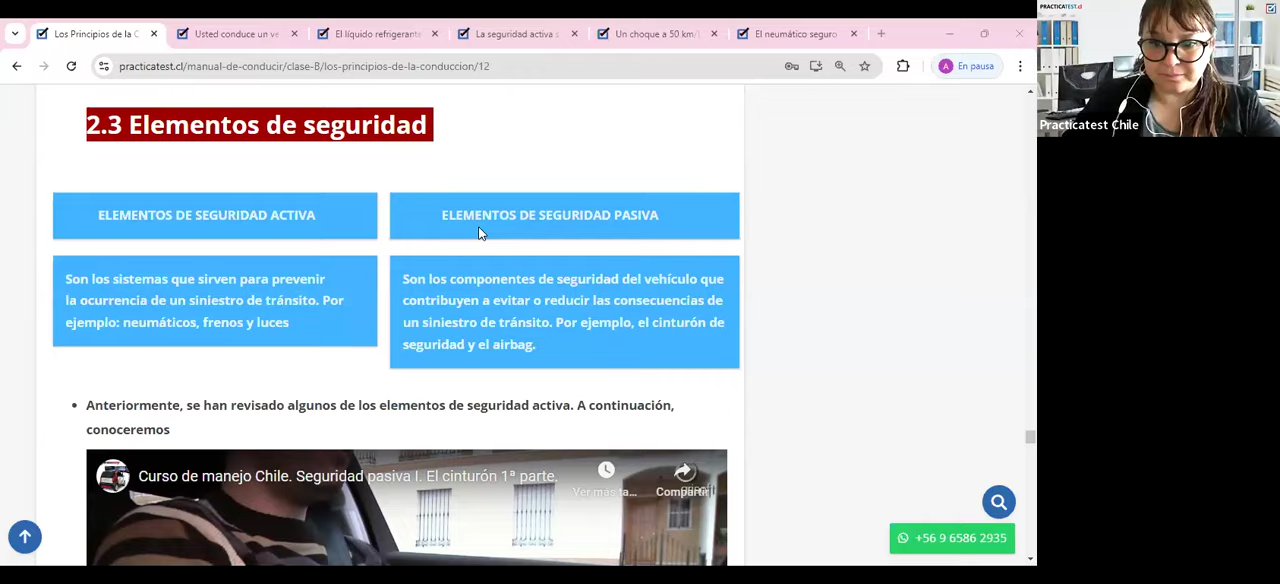 Los Principios de la C
Usted conduce un ve
El líquido refrigerante
La seguridad activa
Un choque a 50 km/
El neumático seguro
practicatest.cl/manual-de-conducir/clase-B/los-principios-de-la-conduccion/12
A
En pausa
PRACTICATEST.cl
Practicatest Chile
2.3 Elementos de seguridad
ELEMENTOS DE SEGURIDAD ACTIVA
ELEMENTOS DE SEGURIDAD PASIVA
Son los sistemas que sirven para prevenir
la ocurrencia de un siniestro de tránsito. Por
ejemplo: neumáticos, frenos y luces
Son los componentes de seguridad del vehículo que
contribuyen a evitar o reducir las consecuencias de
un siniestro de tránsito. Por ejemplo, el cinturón de
seguridad y el airbag.
• Anteriormente, se han revisado algunos de los elementos de seguridad activa. A continuación,
conoceremos
Curso de manejo Chile. Seguridad pasiva I. El cinturón 1ª parte.
Ver más ta...
Compartir
+56 9 6586 2935